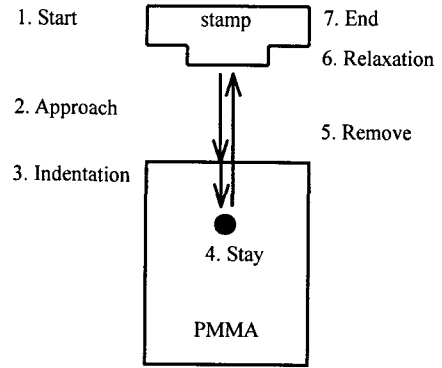 1. Start
stamp
7. End
6. Relaxation
2. Approach
5. Remove
3. Indentation
4. Stay
PMMA